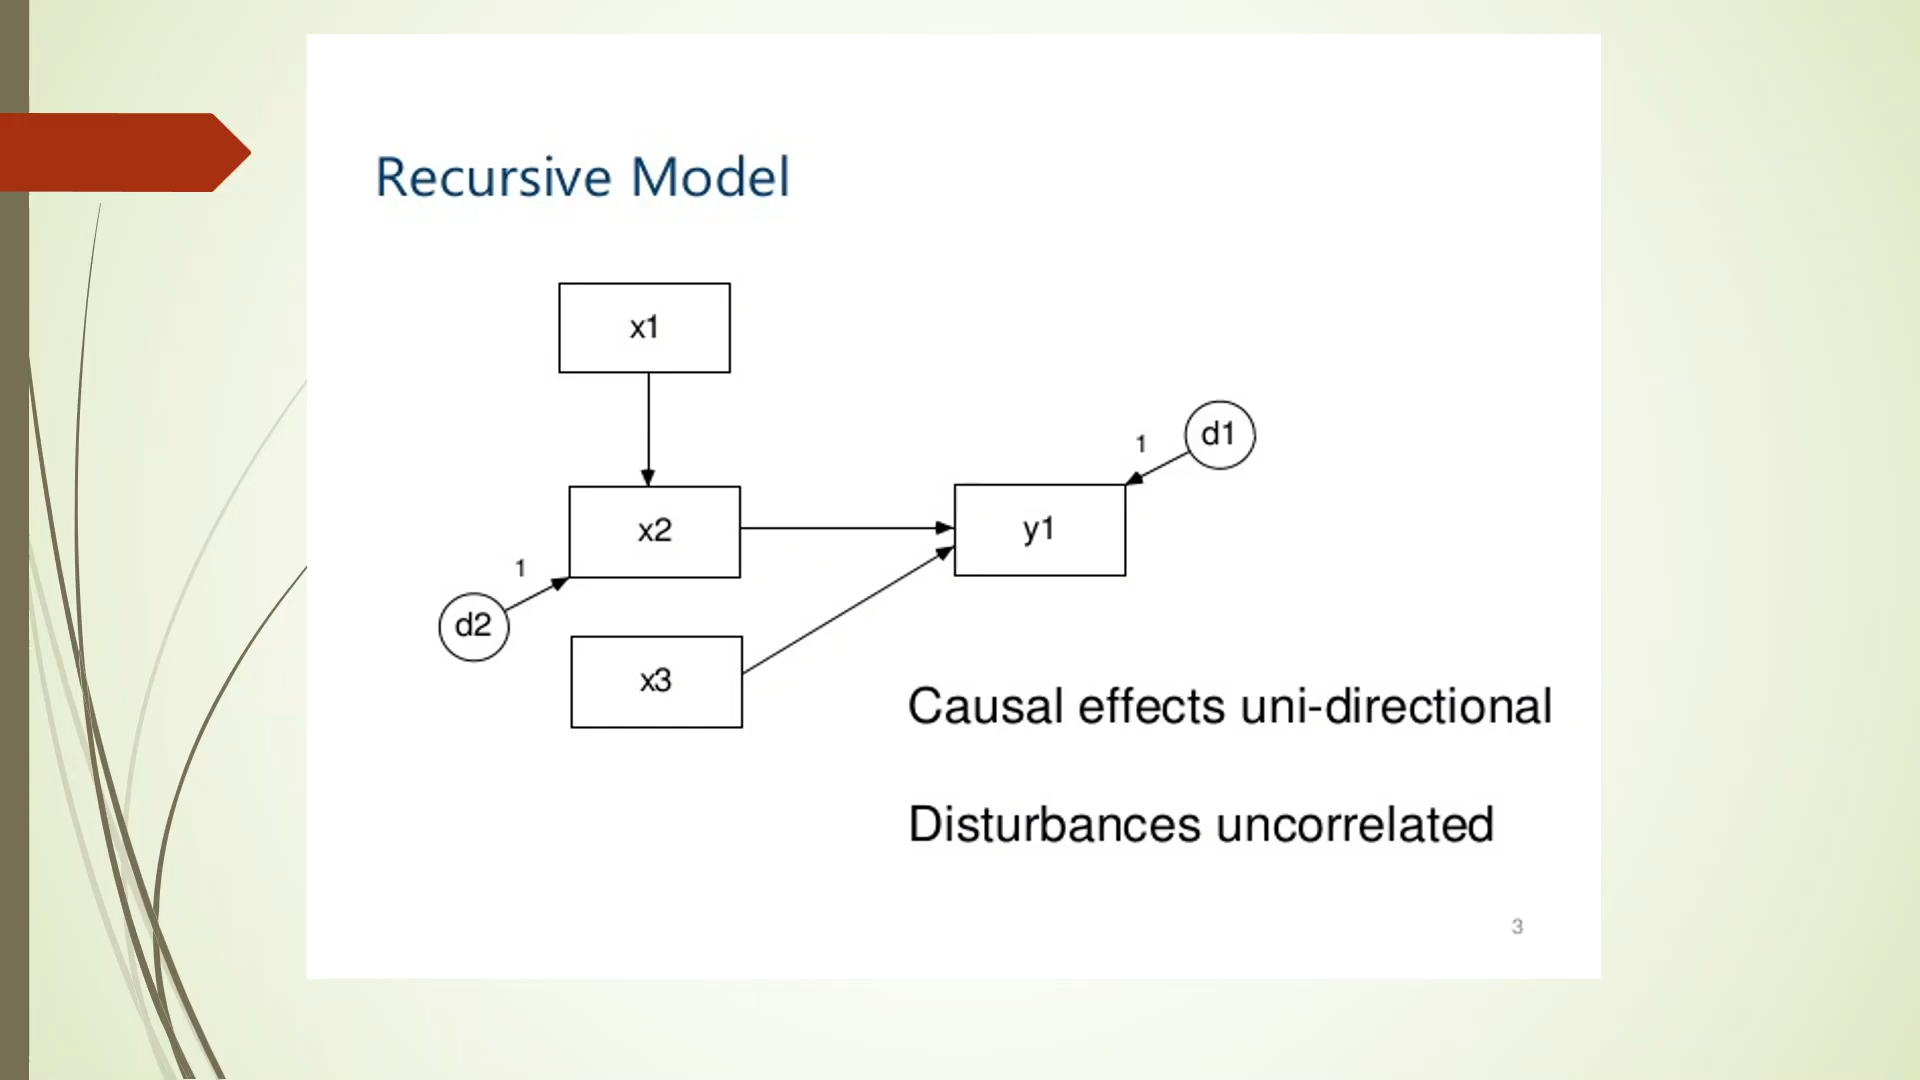 Recursive Model
x1
d1
1
x2
y1
1
d2
x3
Causal effects uni-directional
Disturbances uncorrelated
3